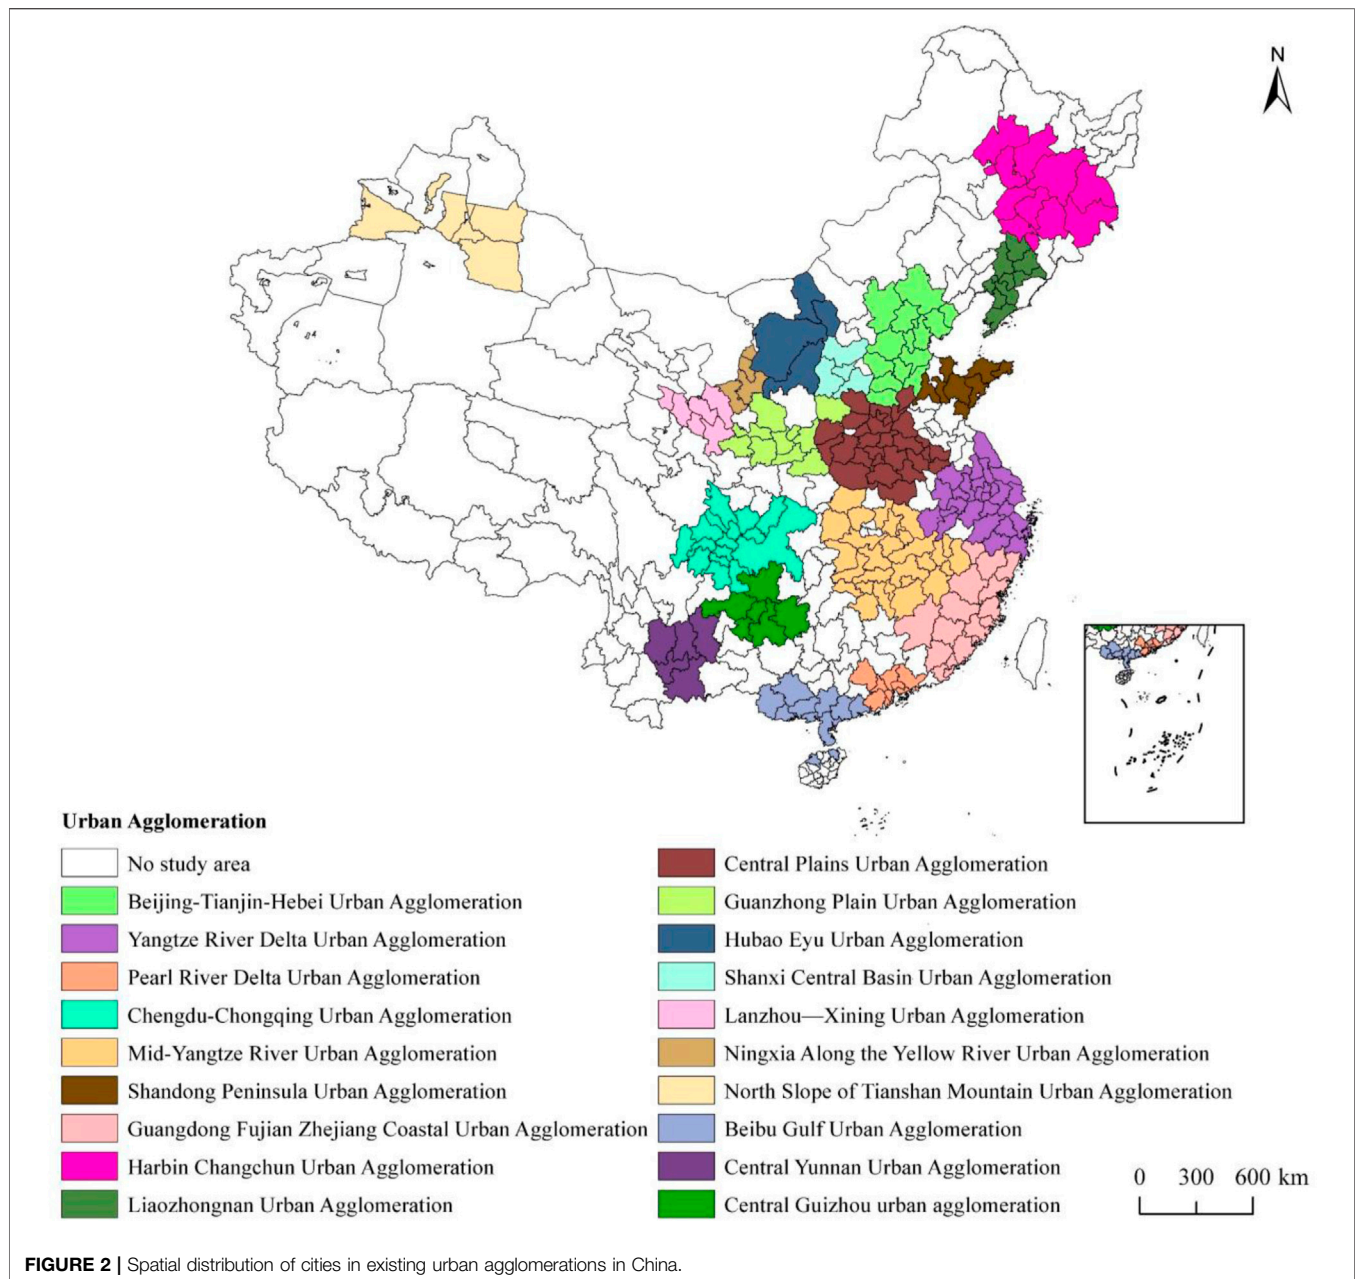 N
Urban Agglomeration
No study area
Beijing-Tianjin-Hebei Urban Agglomeration
Yangtze River Delta Urban Agglomeration
Pearl River Delta Urban Agglomeration
Chengdu-Chongqing Urban Agglomeration
Mid-Yangtze River Urban Agglomeration
Shandong Peninsula Urban Agglomeration
Guangdong Fujian Zhejiang Coastal Urban Agglomeration
Harbin Changchun Urban Agglomeration
Liaozhongnan Urban Agglomeration
Central Plains Urban Agglomeration
Guanzhong Plain Urban Agglomeration
Hubao Eyu Urban Agglomeration
Shanxi Central Basin Urban Agglomeration
Lanzhou—Xining Urban Agglomeration
Ningxia Along the Yellow River Urban Agglomeration
North Slope of Tianshan Mountain Urban Agglomeration
Beibu Gulf Urban Agglomeration
Central Yunnan Urban Agglomeration
Central Guizhou urban agglomeration
0 300 600 km
FIGURE 2 | Spatial distribution of cities in existing urban agglomerations in China.